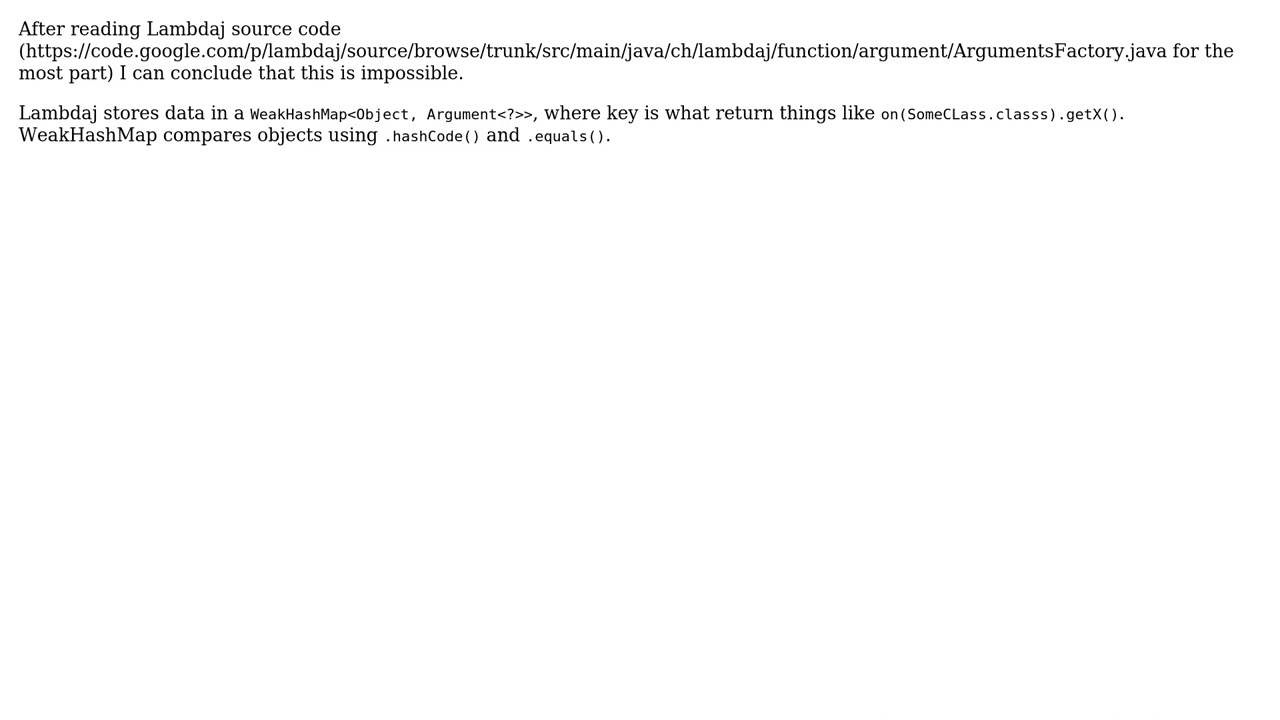 After reading Lambdaj source code
(https://code.google.com/p/lambdaj/source/browse/trunk/src/main/java/ch/lambdaj/function/argument/ArgumentsFactory.java for the
most part) I can conclude that this is impossible.
Lambdaj stores data in a WeakHashMap<Object, Argument<?>>, where key is what return things like on(SomeCLass.classs).getX().
WeakHashMap compares objects using .hashCode() and .equals().